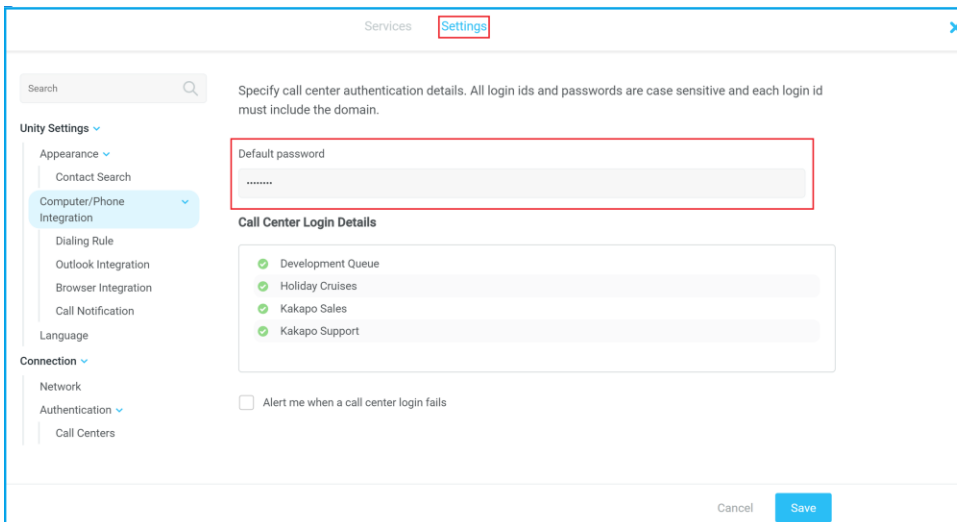 Services
Settings
Search
Unity Settings
Appearance
Contact Search
Computer/Phone
Integration
Dialing Rule
Outlook Integration
Browser Integration
Call Notification
Language
Connection
Network
Authentication
Call Centers
Specify call center authentication details. All login ids and passwords are case sensitive and each login id
must include the domain.
Default password
••••••••
Call Center Login Details
Development Queue
Holiday Cruises
Kakapo Sales
Kakapo Support
Alert me when a call center login fails
Cancel
Save